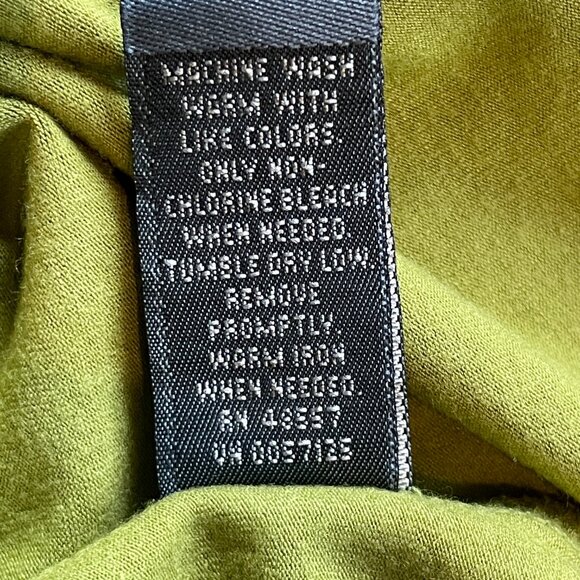 MACHINE WASH
WARM WITH
LIKE COLORS
ONLY NON-
CHLORINE BLEACH
WHEN NEEDED
TUMBLE DRY LOW
REMOVE
PROMPTLY.
WARM IRON
WHEN NEEDED.
RN 48557